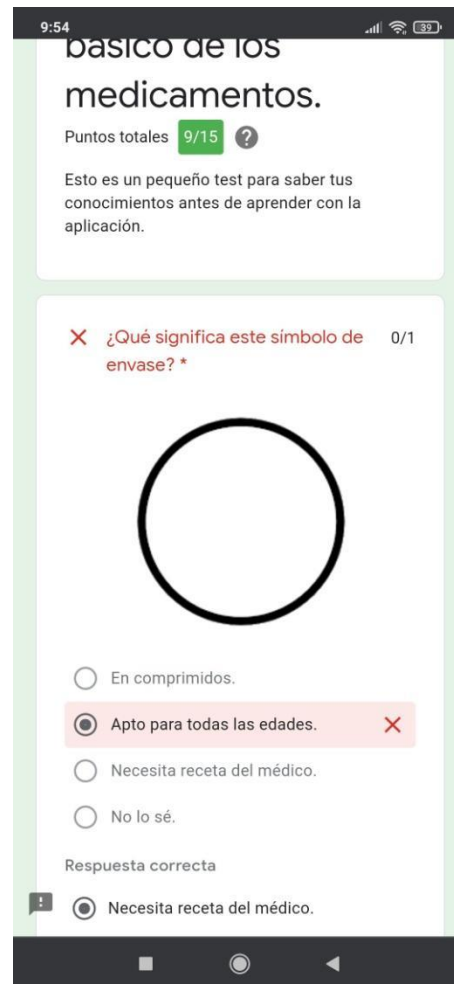 9:54
39
básico de los
medicamentos.
Puntos totales 9/15 ?
Esto es un pequeño test para saber tus
conocimientos antes de aprender con la
aplicación.
¿Qué significa este símbolo de 0/1
envase? *
En comprimidos.
Apto para todas las edades.
Necesita receta del médico.
No lo sé.
Respuesta correcta
Necesita receta del médico.